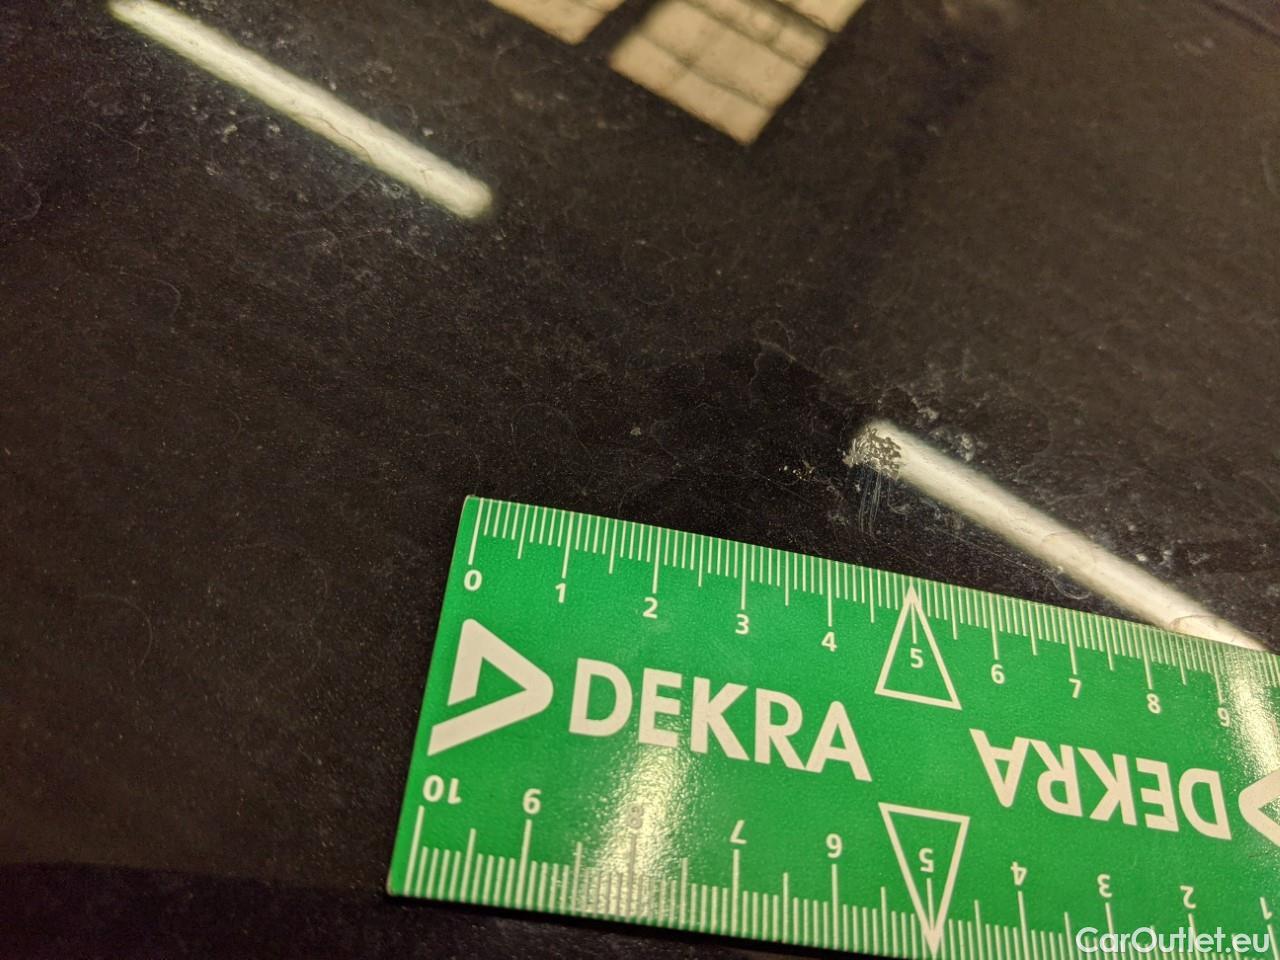 0 1 2 3 4 5 6 7 8 9
DEKRA
DEKRA
10 9 8 7 6 5 4 3 2 1
CarOutlet.eu